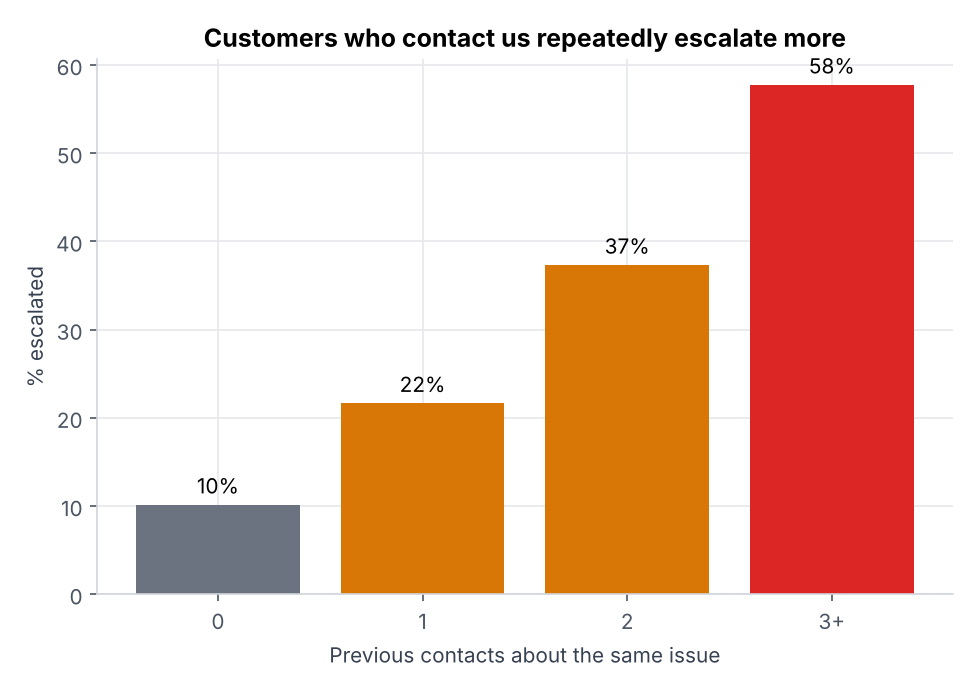 Customers who contact us repeatedly escalate more
60
50
40
30
20
10
0
% escalated
10%
22%
37%
58%
0 1 2 3+
Previous contacts about the same issue